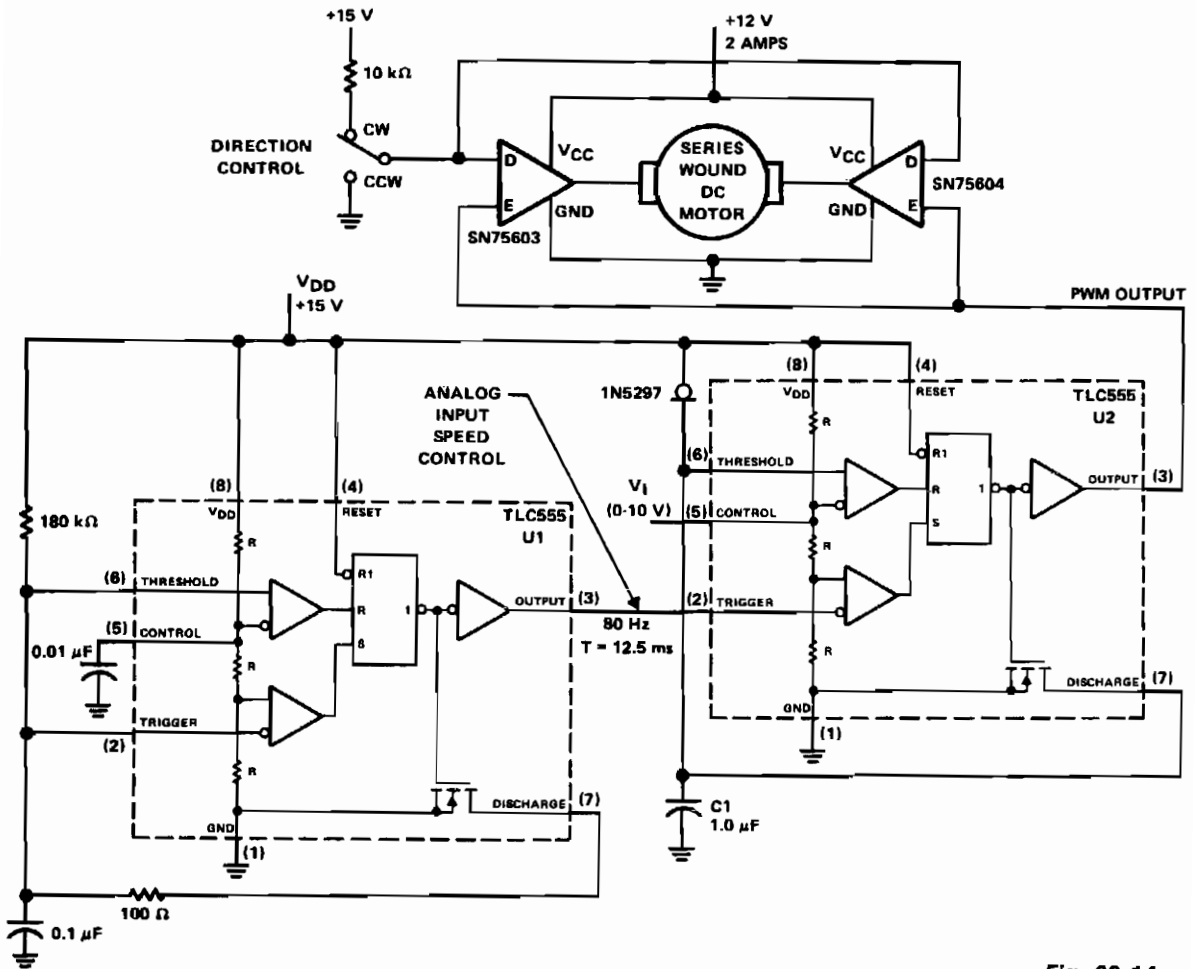 +15 V
+12 V
2 AMPS
10 kΩ
CW
DIRECTION
CONTROL
CCW
D
E
VCC
GND
SN75603
SERIES
WOUND
DC
MOTOR
VCC
GND
D
E
SN75604
VDD
+15 V
PWM OUTPUT
ANALOG
INPUT
SPEED
CONTROL
1N5297
(8)
VDD
(4)
RESET
TLC555
U2
R
(6) THRESHOLD
R1
R
S
1
OUTPUT (3)
Vi
(0-10 V)
(5) CONTROL
R
(2) TRIGGER
R
DISCHARGE (7)
GND
(1)
C1
1.0 µF
80 Hz
T = 12.5 ms
180 kΩ
(8)
VDD
(4)
RESET
TLC555
U1
R
(6) THRESHOLD
R1
R
S
1
OUTPUT (3)
(5) CONTROL
0.01 µF
R
TRIGGER
(2)
R
DISCHARGE (7)
GND
(1)
100 Ω
0.1 µF